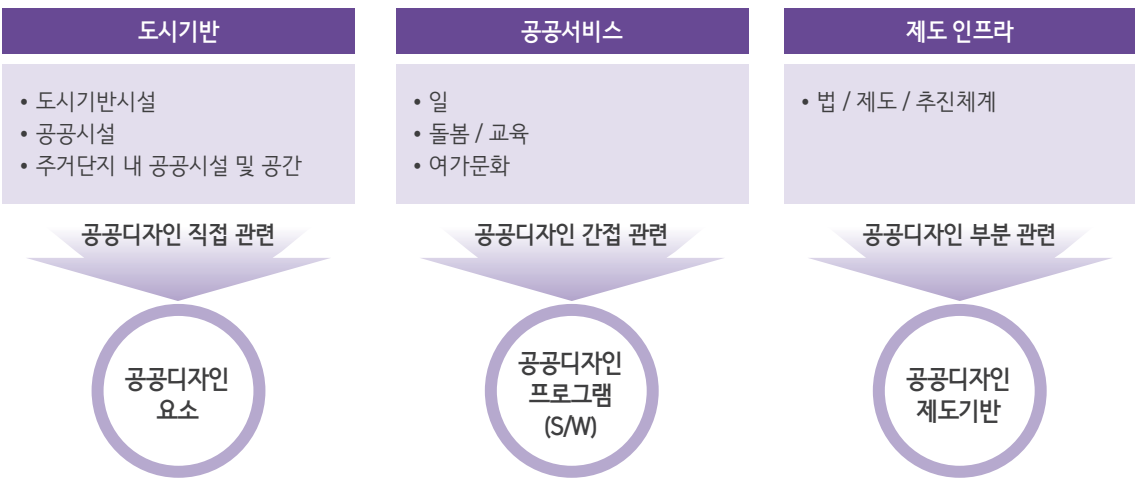 도시기반
• 도시기반시설
• 공공시설
• 주거단지 내 공공시설 및 공간
공공디자인 직접 관련
공공디자인
요소
공공서비스
• 일
• 돌봄 / 교육
• 여가문화
공공디자인 간접 관련
공공디자인
프로그램
(S/W)
제도 인프라
• 법 / 제도 / 추진체계
공공디자인 부분 관련
공공디자인
제도기반